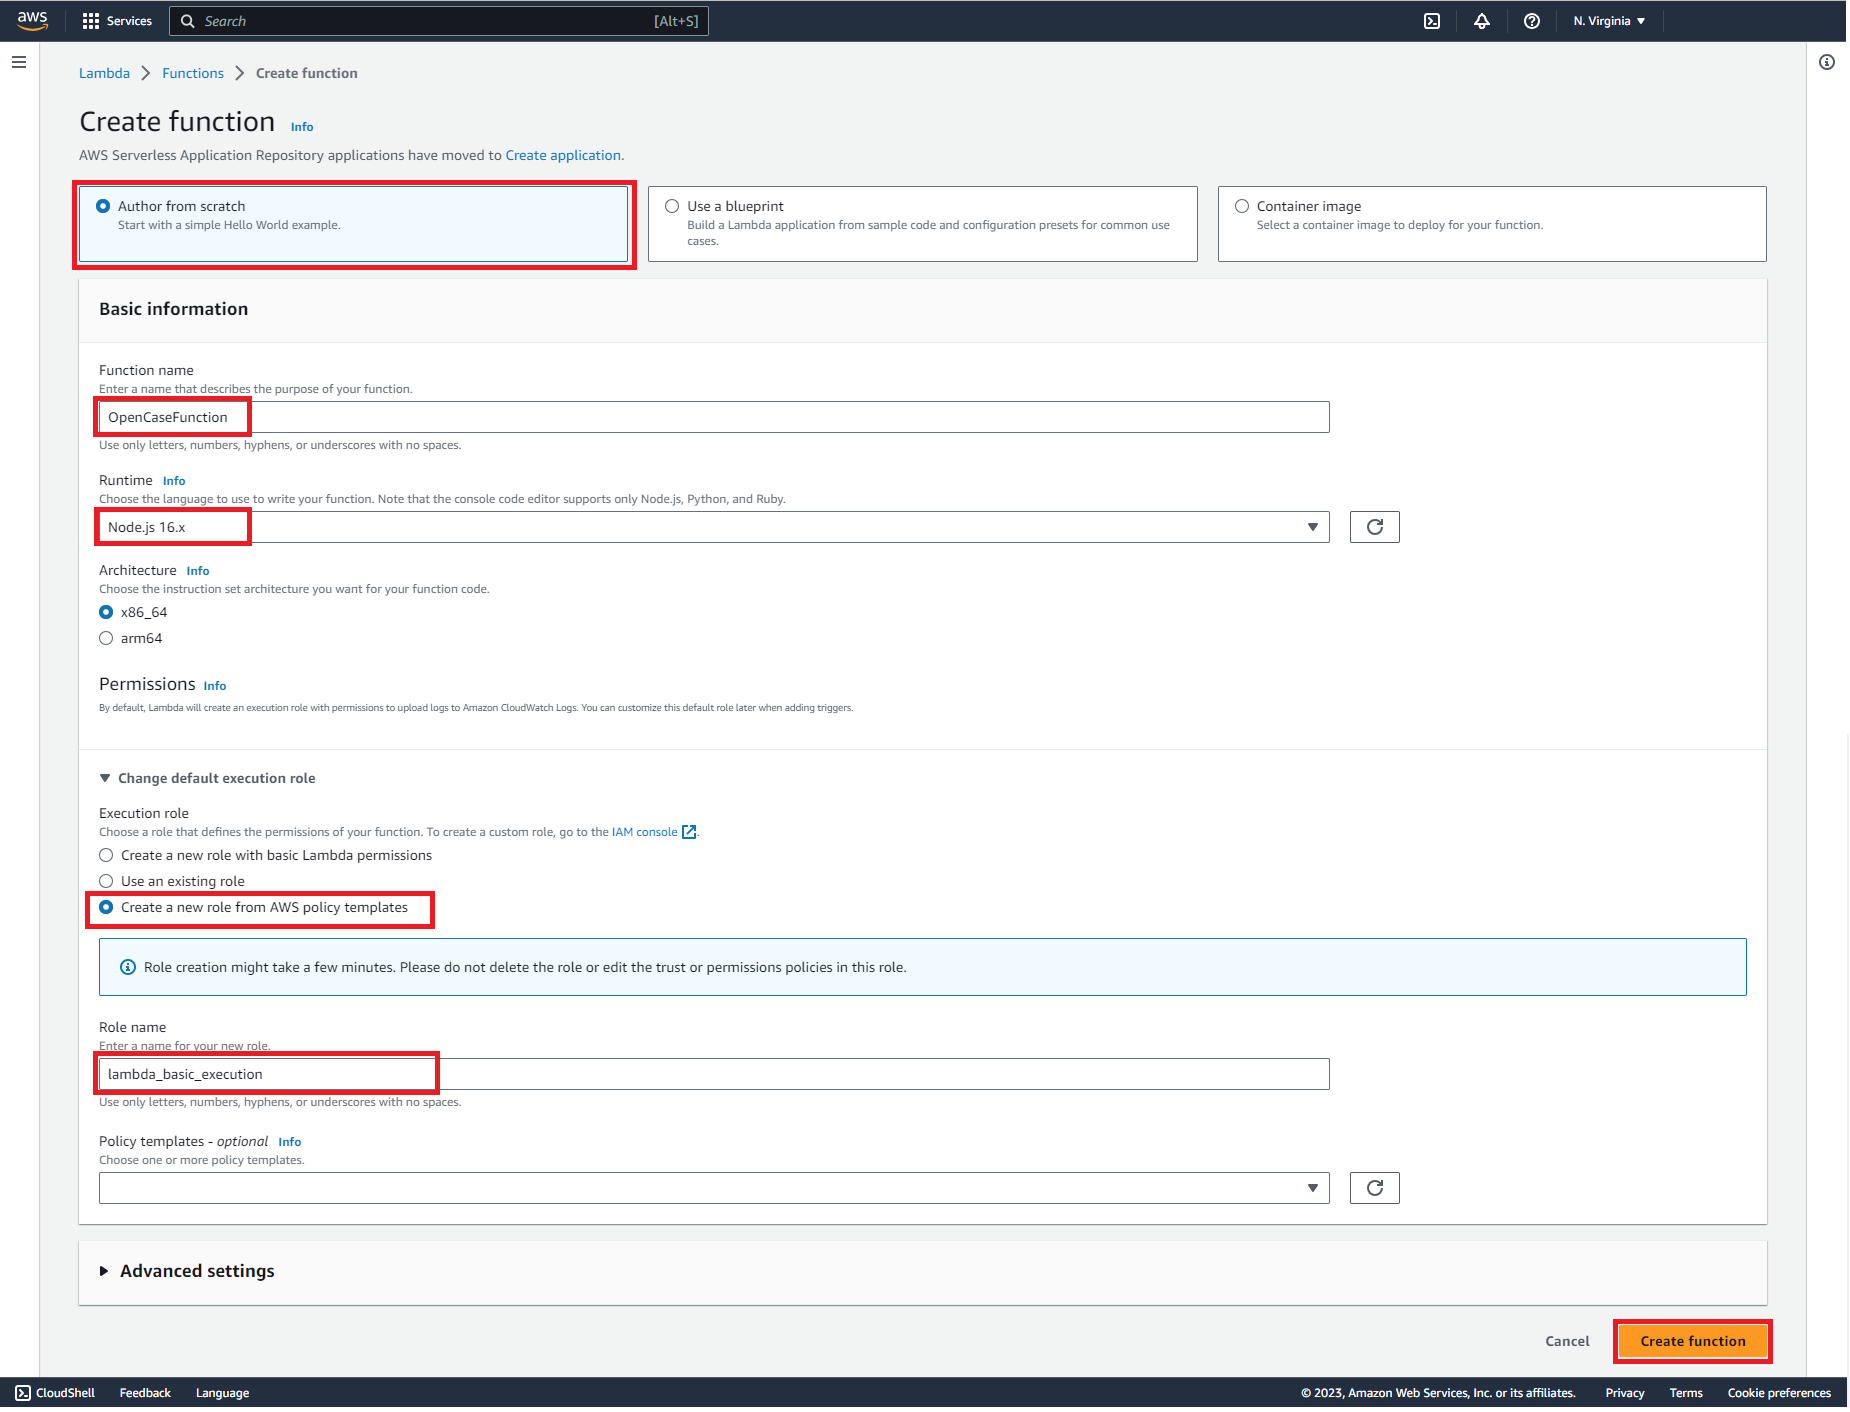 aws
Services
Search [Alt+S]
N. Virginia
Lambda
Functions
Create function
Create function Info
AWS Serverless Application Repository applications have moved to Create application.
Author from scratch
Start with a simple Hello World example.
Use a blueprint
Build a Lambda application from sample code and configuration presets for common use
cases.
Container image
Select a container image to deploy for your function.
Basic information
Function name
Enter a name that describes the purpose of your function.
OpenCaseFunction
Use only letters, numbers, hyphens, or underscores with no spaces.
Runtime Info
Choose the language to use to write your function. Note that the console code editor supports only Node.js, Python, and Ruby.
Node.js 16.x
Architecture Info
Choose the instruction set architecture you want for your function code.
x86_64
arm64
Permissions Info
By default, Lambda will create an execution role with permissions to upload logs to Amazon CloudWatch Logs. You can customize this default role later when adding triggers.
Change default execution role
Execution role
Choose a role that defines the permissions of your function. To create a custom role, go to the IAM console.
Create a new role with basic Lambda permissions
Use an existing role
Create a new role from AWS policy templates
Role creation might take a few minutes. Please do not delete the role or edit the trust or permissions policies in this role.
Role name
Enter a name for your new role.
lambda_basic_execution
Use only letters, numbers, hyphens, or underscores with no spaces.
Policy templates - optional Info
Choose one or more policy templates.
Advanced settings
Cancel
Create function
CloudShell
Feedback
Language
© 2023, Amazon Web Services, Inc. or its affiliates.
Privacy
Terms
Cookie preferences